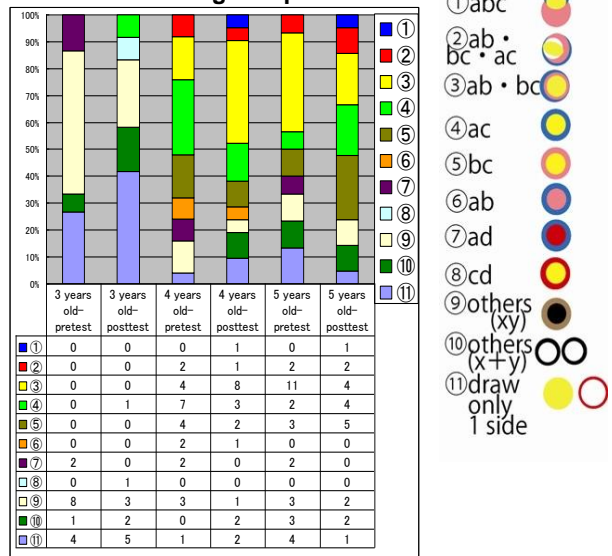 100%
90%
80%
70%
60%
50%
40%
30%
20%
10%
0%
①
②
③
④
⑤
⑥
⑦
⑧
⑨
⑩
⑪
3 years old-pretest 3 years old-posttest 4 years old-pretest 4 years old-posttest 5 years old-pretest 5 years old-posttest
① 0 0 0 1 0 1
② 0 0 2 1 2 2
③ 0 0 4 8 11 4
④ 0 1 7 3 2 4
⑤ 0 0 4 2 3 5
⑥ 0 0 2 1 0 0
⑦ 2 0 2 0 2 0
⑧ 0 1 0 0 0 0
⑨ 8 3 3 1 3 2
⑩ 1 2 0 2 3 2
⑪ 4 5 1 2 4 1
①abc
②ab・
bc・ac
③ab・bc
④ac
⑤bc
⑥ab
⑦ad
⑧cd
⑨others
(xy)
⑩others
(x+y)
⑪draw
only
1 side